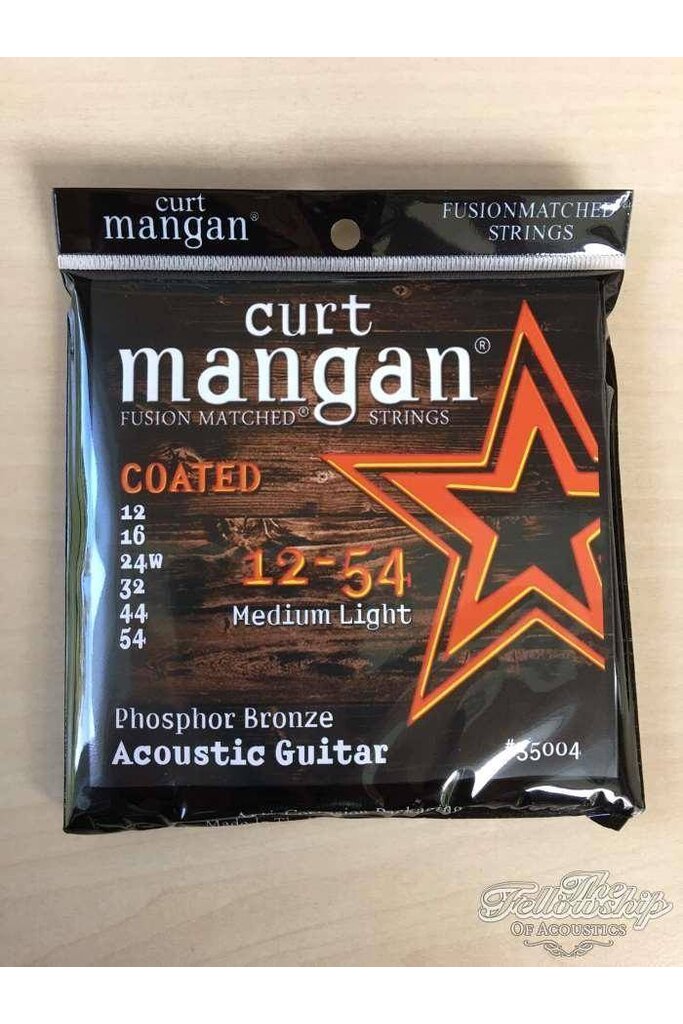 curt
mangan®
FUSIONMATCHED
STRINGS
curt
mangan®
FUSION MATCHED® STRINGS
COATED
12
16
24W
32
44
54
12-54
Medium Light
Phosphor Bronze
Acoustic Guitar
#35004
The
Fellowship
OF ACOUSTICS